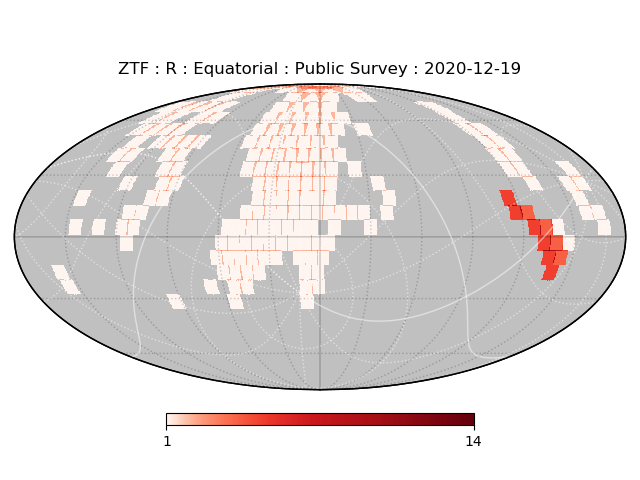 ZTF : R : Equatorial : Public Survey : 2020-12-19
1
14